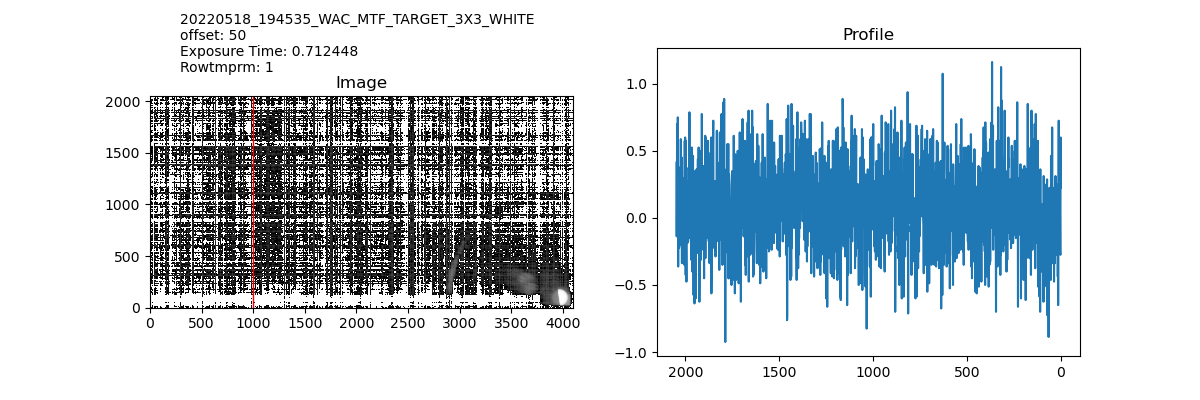 20220518_194535_WAC_MTF_TARGET_3X3_WHITE
offset: 50
Exposure Time: 0.712448
Rowtmprm: 1
Image
2000
1500
1000
500
0
0 500 1000 1500 2000 2500 3000 3500 4000
Profile
1.0
0.5
0.0
−0.5
−1.0
2000 1500 1000 500 0